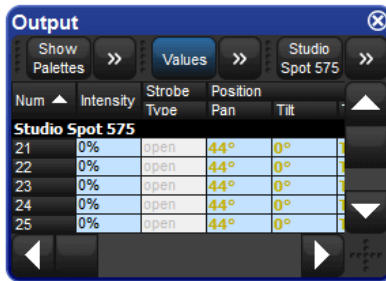 Output
Show Palettes » Values » Studio Spot 575 »
Num Intensity Strobe Position
Type Pan Tilt
Studio Spot 575
21 0% open 44° 0°
22 0% open 44° 0°
23 0% open 44° 0°
24 0% open 44° 0°
25 0% open 44° 0°